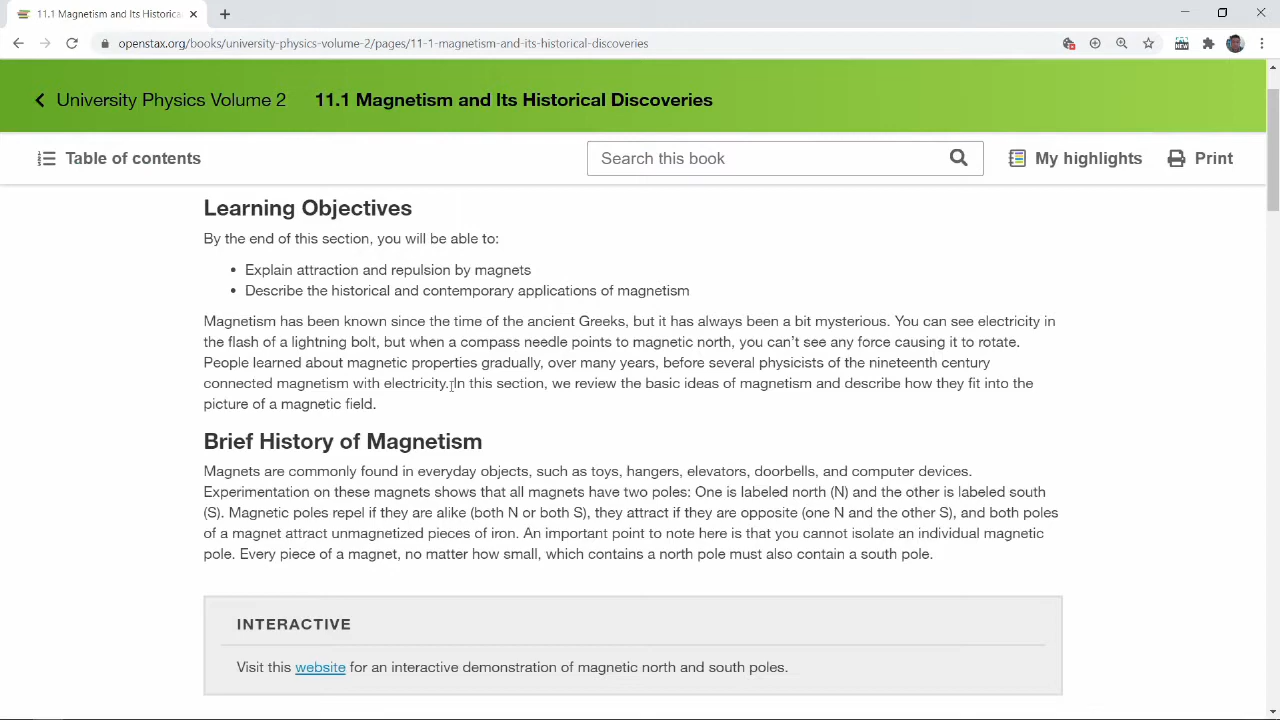 11.1 Magnetism and Its Historica
openstax.org/books/university-physics-volume-2/pages/11-1-magnetism-and-its-historical-discoveries
NEW
University Physics Volume 2 11.1 Magnetism and Its Historical Discoveries
Table of contents Search this book My highlights Print
Learning Objectives
By the end of this section, you will be able to:
• Explain attraction and repulsion by magnets
• Describe the historical and contemporary applications of magnetism
Magnetism has been known since the time of the ancient Greeks, but it has always been a bit mysterious. You can see electricity in
the flash of a lightning bolt, but when a compass needle points to magnetic north, you can’t see any force causing it to rotate.
People learned about magnetic properties gradually, over many years, before several physicists of the nineteenth century
connected magnetism with electricity. In this section, we review the basic ideas of magnetism and describe how they fit into the
picture of a magnetic field.
Brief History of Magnetism
Magnets are commonly found in everyday objects, such as toys, hangers, elevators, doorbells, and computer devices.
Experimentation on these magnets shows that all magnets have two poles: One is labeled north (N) and the other is labeled south
(S). Magnetic poles repel if they are alike (both N or both S), they attract if they are opposite (one N and the other S), and both poles
of a magnet attract unmagnetized pieces of iron. An important point to note here is that you cannot isolate an individual magnetic
pole. Every piece of a magnet, no matter how small, which contains a north pole must also contain a south pole.
INTERACTIVE
Visit this website for an interactive demonstration of magnetic north and south poles.